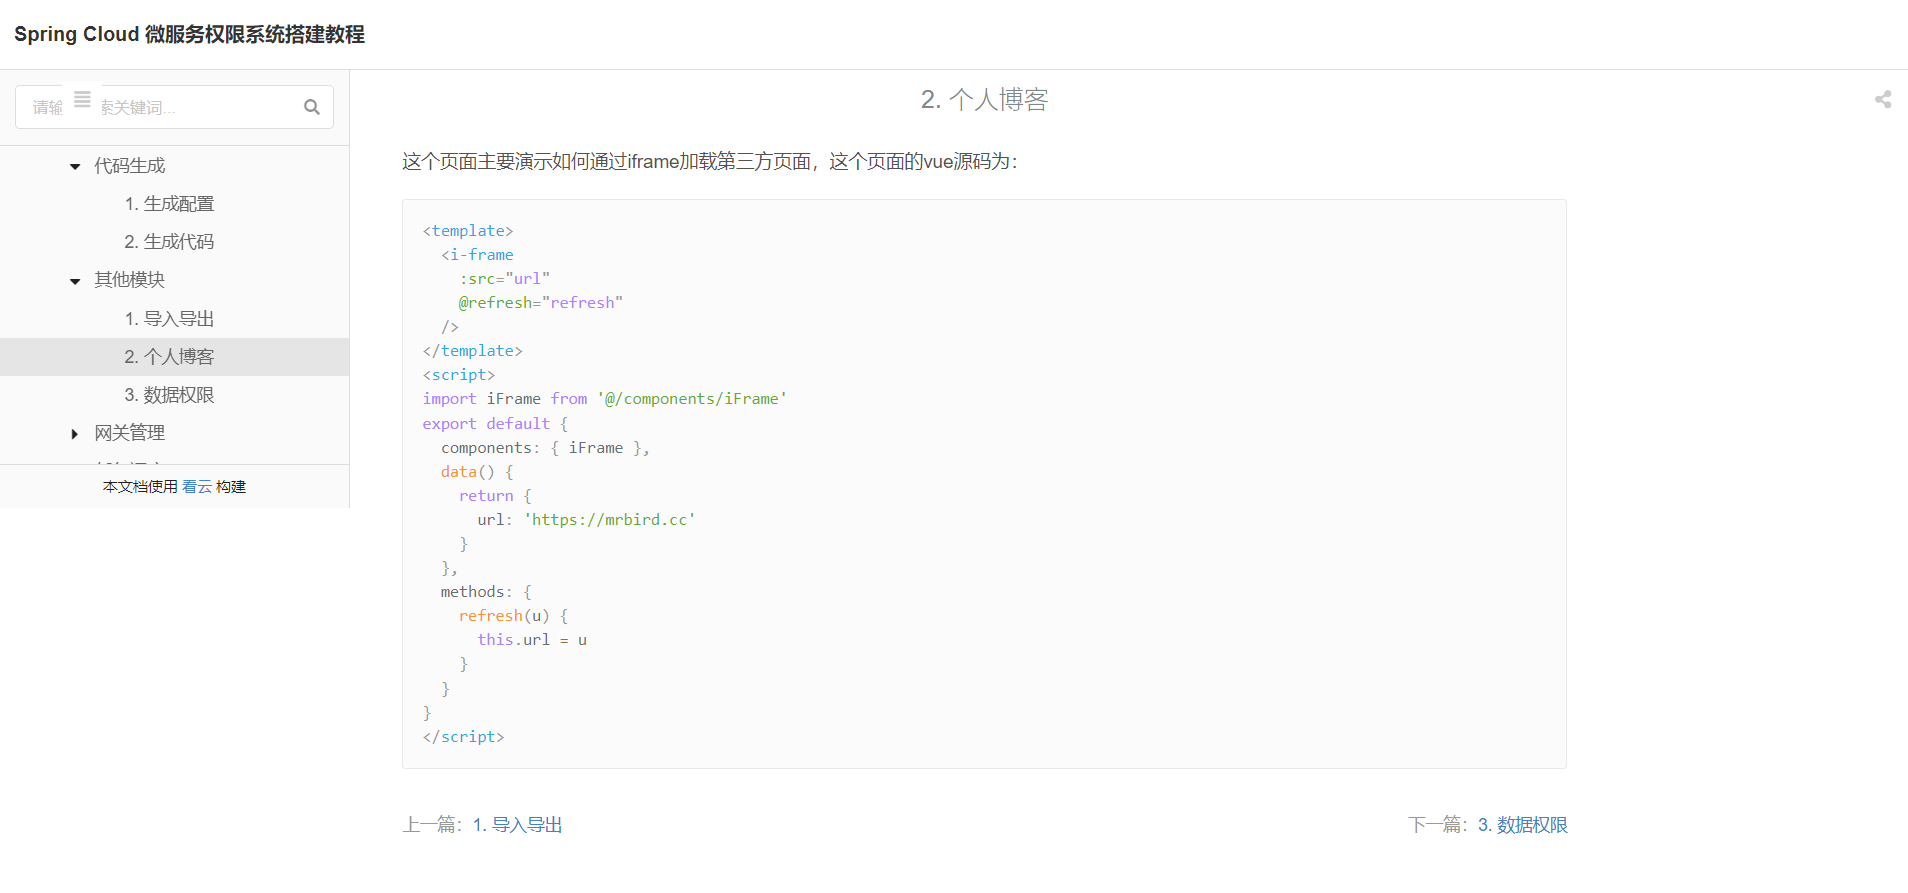 Spring Cloud 微服务权限系统搭建教程
请输 索关键词...
代码生成
1. 生成配置
2. 生成代码
其他模块
1. 导入导出
2. 个人博客
3. 数据权限
网关管理
本文档使用 看云 构建
2. 个人博客
这个页面主要演示如何通过iframe加载第三方页面，这个页面的vue源码为：
<template>
  <i-frame
    :src="url"
    @refresh="refresh"
  />
</template>
<script>
import iFrame from '@/components/iFrame'
export default {
  components: { iFrame },
  data() {
    return {
      url: 'https://mrbird.cc'
    }
  },
  methods: {
    refresh(u) {
      this.url = u
    }
  }
}
</script>
上一篇：1. 导入导出
下一篇：3. 数据权限